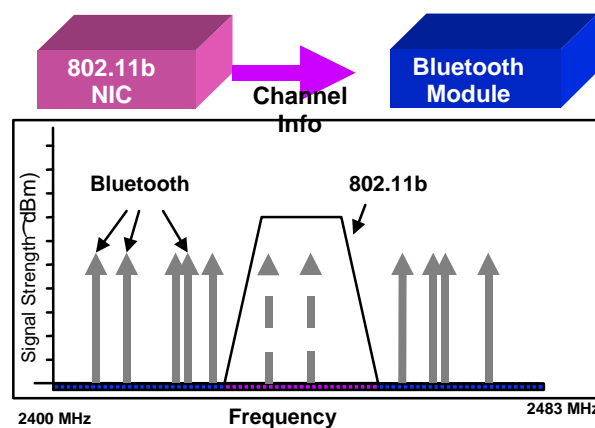 802.11b
NIC
Channel
Info
Bluetooth
Module
Bluetooth
802.11b
Signal Strength (dBm)
2400 MHz
Frequency
2483 MHz